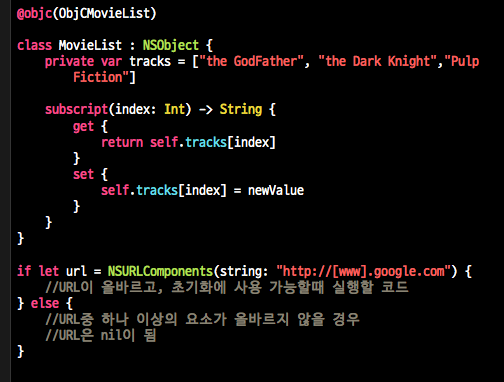 @objc(ObjCMovieList)
class MovieList : NSObject {
    private var tracks = ["the GodFather", "the Dark Knight","Pulp
        Fiction"]
    subscript(index: Int) -> String {
        get {
            return self.tracks[index]
        }
        set {
            self.tracks[index] = newValue
        }
    }
}
if let url = NSURLComponents(string: "http://[www].google.com") {
    //URL이 올바르고, 초기화에 사용 가능할때 실행할 코드
} else {
    //URL중 하나 이상의 요소가 올바르지 않을 경우
    //URL은 nil이 됨
}